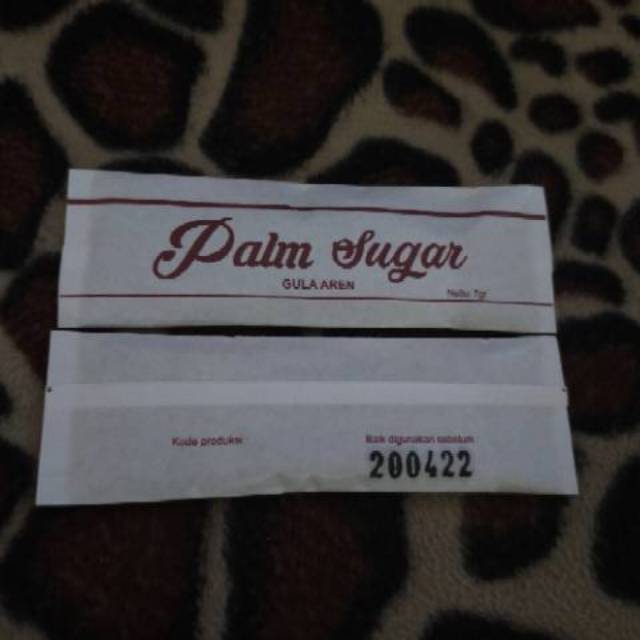 Palm Sugar
GULA AREN
Netto 7gr
Kode produksi
Baik digunakan sebelum
200422